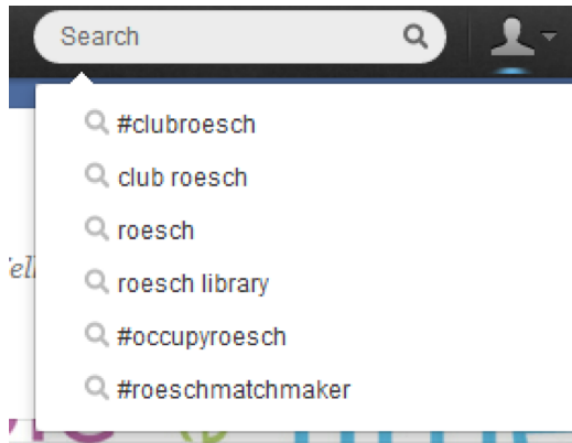 Search
#clubroesch
club roesch
roesch
roesch library
#occupyroesch
#roeschmatchmaker